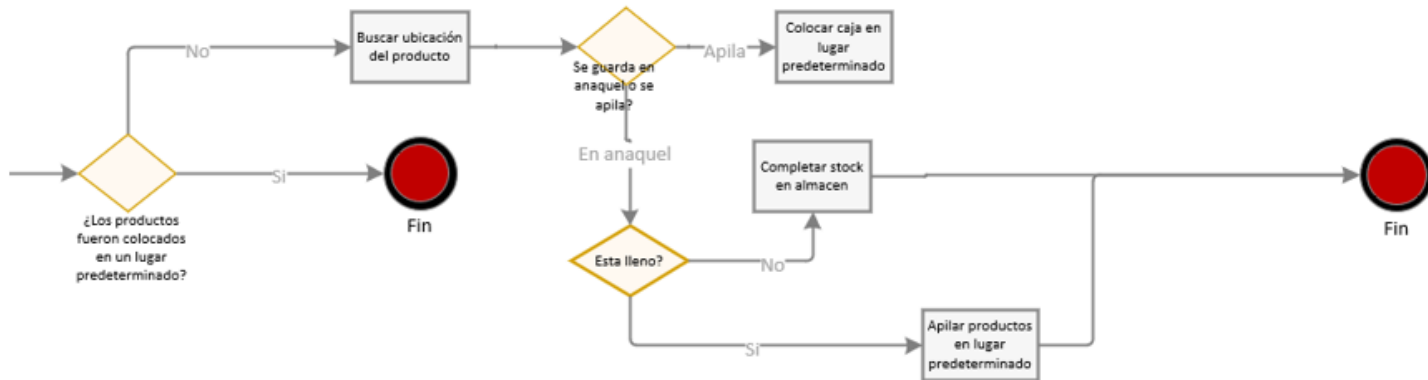 No
Buscar ubicación
del producto
Se guarda en
anaquel o se
apila?
Apila
Colocar caja en
lugar
predeterminado
¿Los productos
fueron colocados
en un lugar
predeterminado?
Si
Fin
En anaquel
Completar stock
en almacen
Fin
Esta lleno?
No
Si
Apilar productos
en lugar
predeterminado